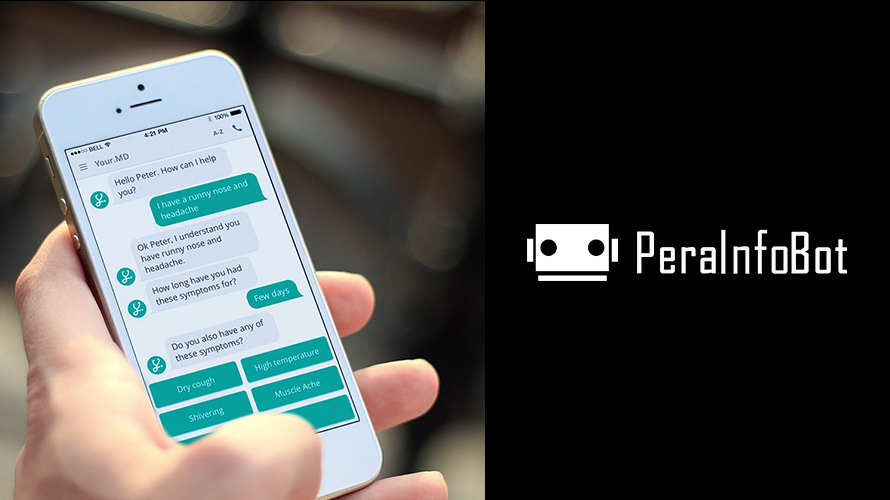 BELL
4:21 PM
100%
Your.MD
A-Z
Hello Peter. How can I help
you?
I have a runny nose and
headache
Ok Peter, I understand you
have runny nose and
headache.
How long have you had
these symptoms for?
Few days
Do you also have any of
these symptoms?
Dry cough
High temperature
Shivering
Muscle Ache
PeraInfoBot